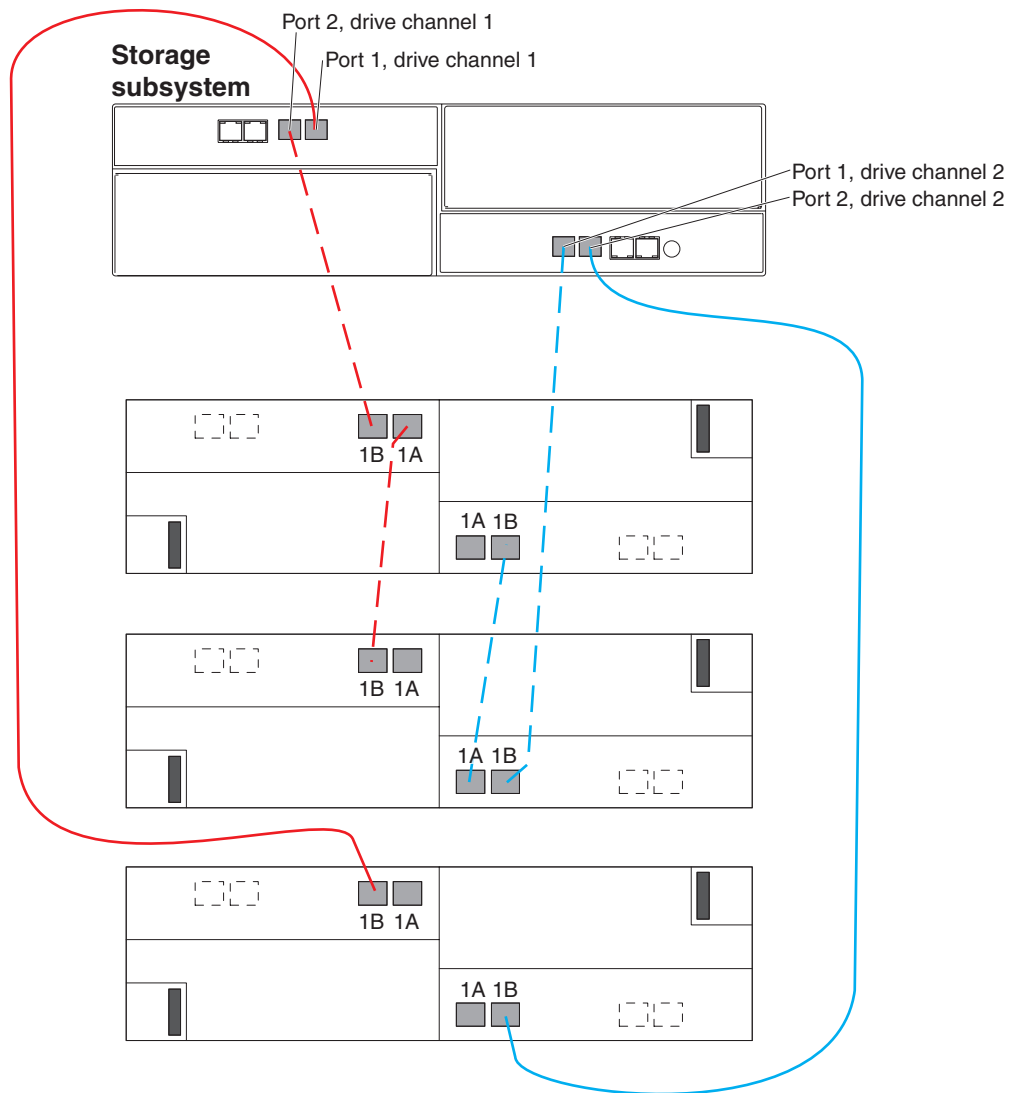 Port 2, drive channel 1
Storage
subsystem
Port 1, drive channel 1
Port 1, drive channel 2
Port 2, drive channel 2
1B 1A
1A 1B
1B 1A
1A 1B
1B 1A
1A 1B